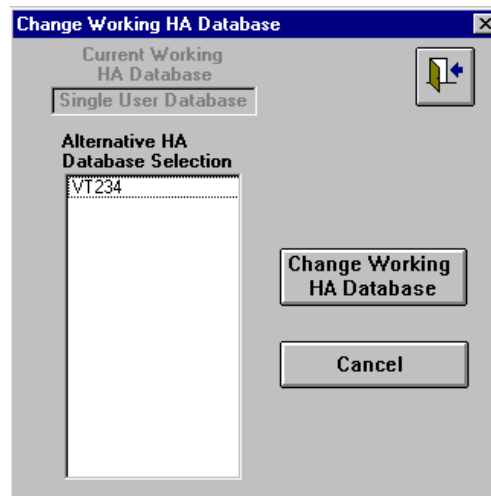 Change Working HA Database
Current Working
HA Database
Single User Database
Alternative HA
Database Selection
VT234
Change Working
HA Database
Cancel